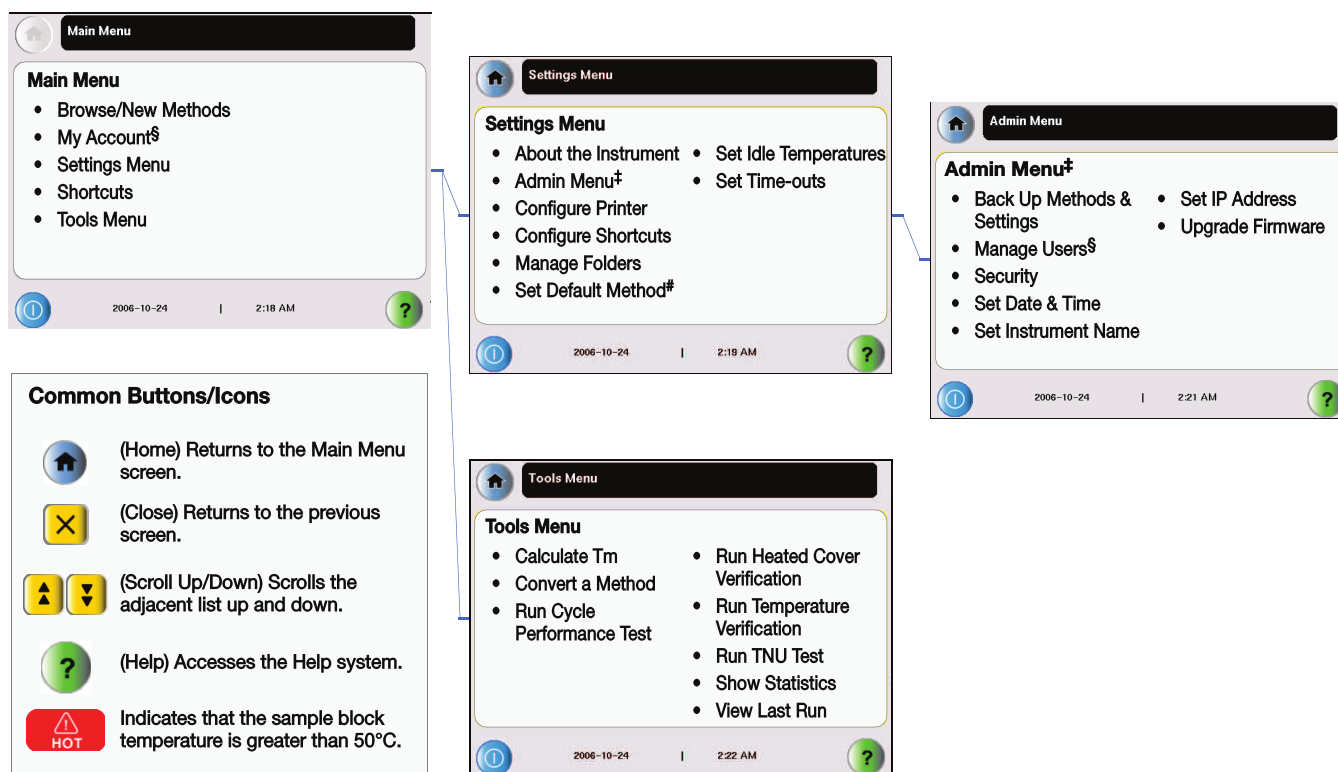 Main Menu
Main Menu
• Browse/New Methods
• My Account§
• Settings Menu
• Shortcuts
• Tools Menu
2006-10-24 | 2:18 AM
?
Settings Menu
Settings Menu
• About the Instrument
• Admin Menu‡
• Configure Printer
• Configure Shortcuts
• Manage Folders
• Set Default Method#
• Set Idle Temperatures
• Set Time-outs
2006-10-24 | 2:19 AM
?
Admin Menu
Admin Menu‡
• Back Up Methods &
Settings
• Manage Users§
• Security
• Set Date & Time
• Set Instrument Name
• Set IP Address
• Upgrade Firmware
2006-10-24 | 2:21 AM
?
Common Buttons/Icons
(Home) Returns to the Main Menu
screen.
(Close) Returns to the previous
screen.
(Scroll Up/Down) Scrolls the
adjacent list up and down.
?
(Help) Accesses the Help system.
HOT
Indicates that the sample block
temperature is greater than 50°C.
Tools Menu
Tools Menu
• Calculate Tm
• Convert a Method
• Run Cycle
Performance Test
• Run Heated Cover
Verification
• Run Temperature
Verification
• Run TNU Test
• Show Statistics
• View Last Run
2006-10-24 | 2:22 AM
?